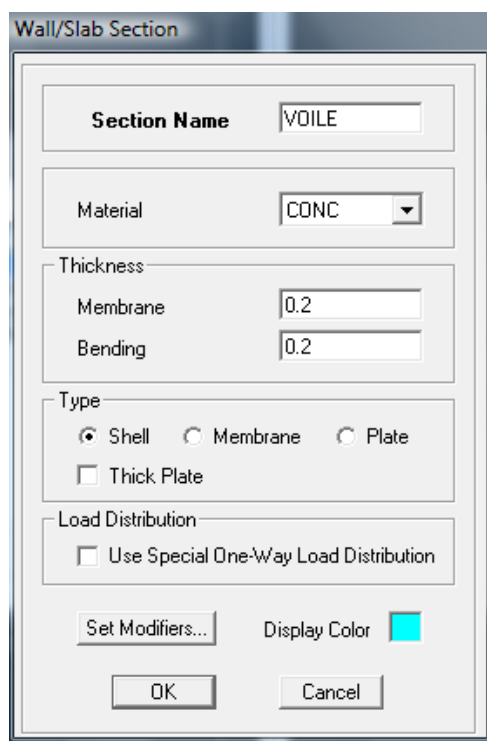 Wall/Slab Section
Section Name VOILE
Material CONC
Thickness
Membrane 0.2
Bending 0.2
Type
Shell Membrane Plate
Thick Plate
Load Distribution
Use Special One-Way Load Distribution
Set Modifiers... Display Color
OK Cancel